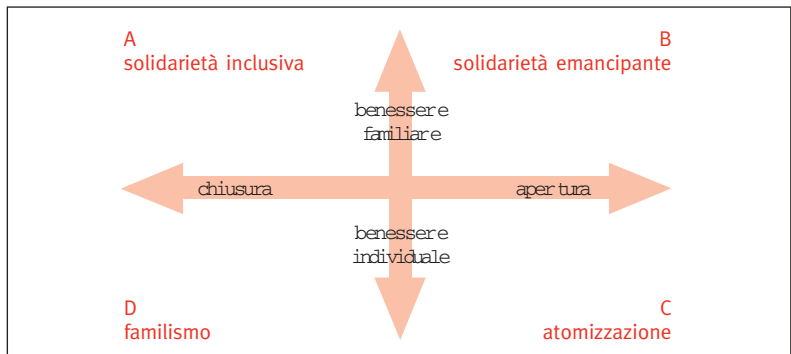 A
solidarietà inclusiva
B
solidarietà emancipante
benessere
familiare
chiusura
apertura
benessere
individuale
D
familismo
C
atomizzazione